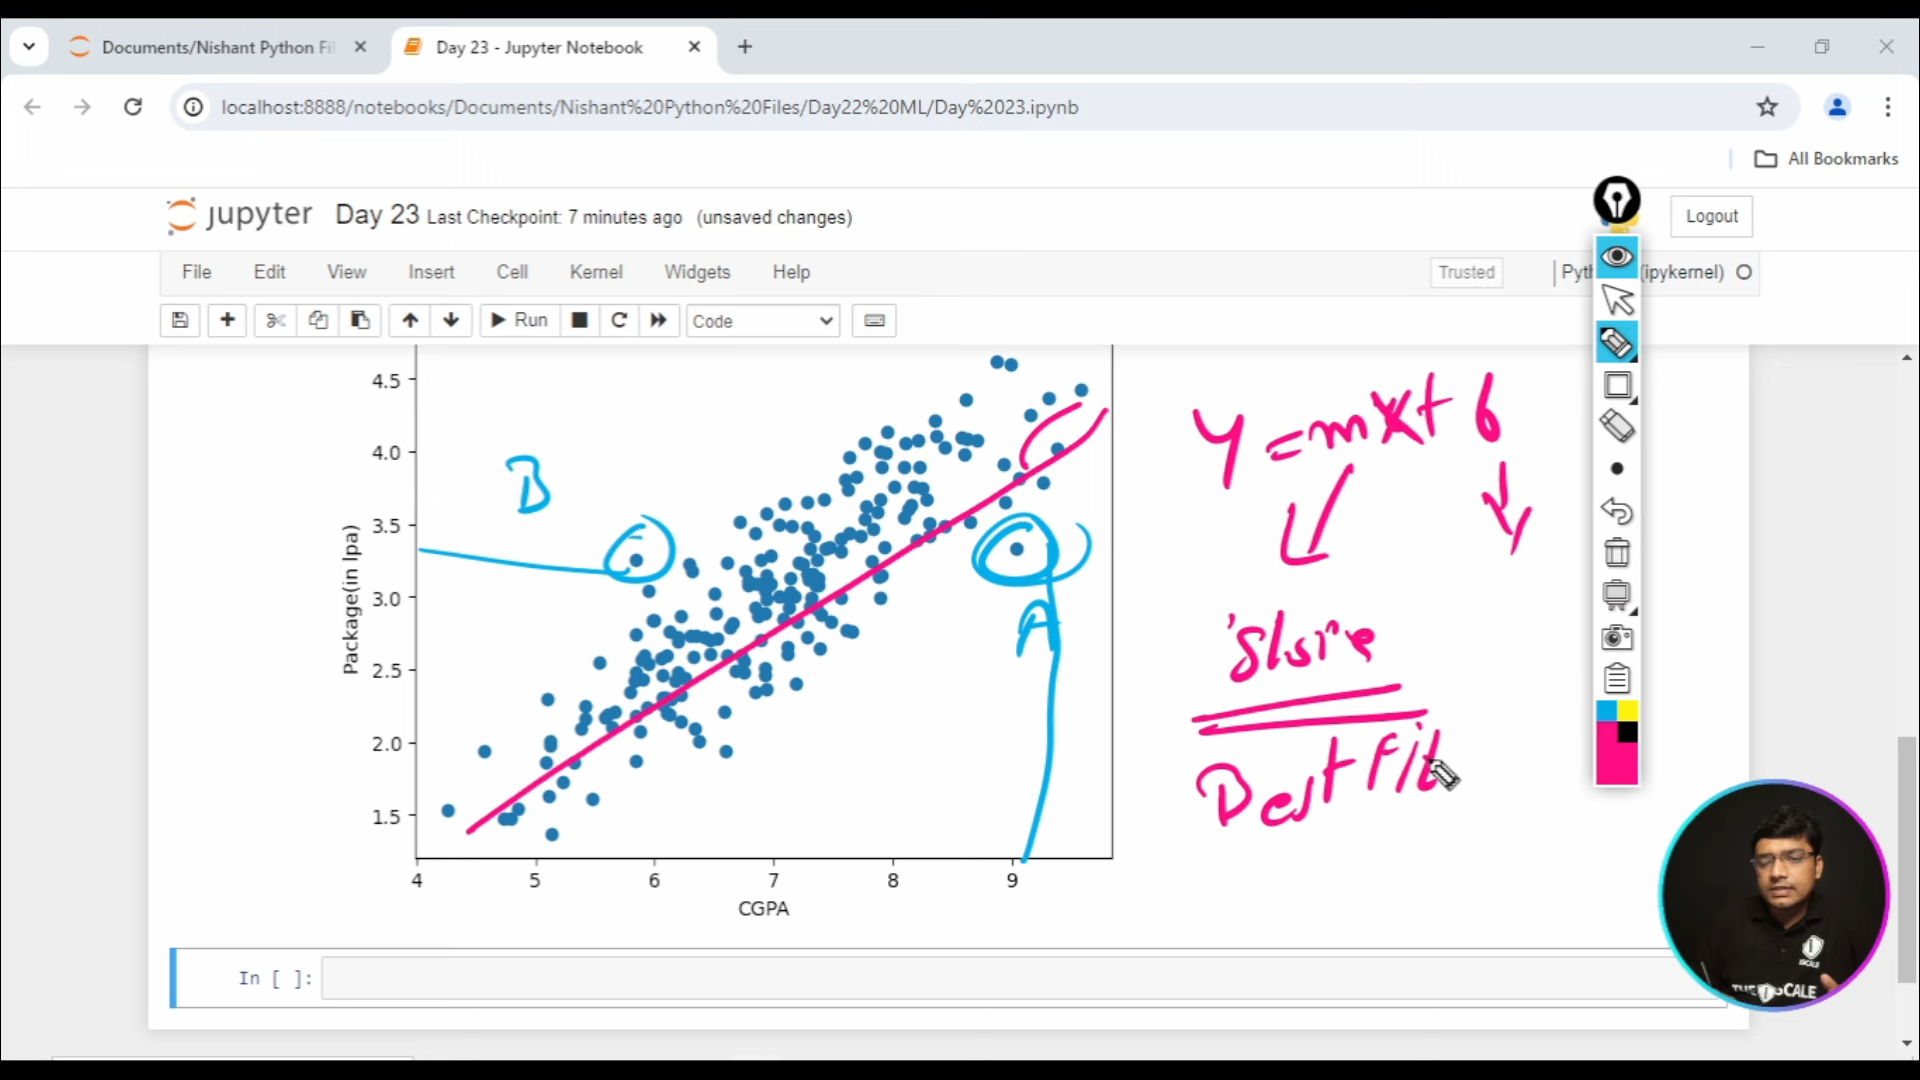 Documents/Nishant Python Fil
Day 23 - Jupyter Notebook
localhost:8888/notebooks/Documents/Nishant%20Python%20Files/Day22%20ML/Day%2023.ipynb
All Bookmarks
jupyter Day 23 Last Checkpoint: 7 minutes ago (unsaved changes)
Logout
File Edit View Insert Cell Kernel Widgets Help
Trusted
(ipykernel)
Run
Code
4.5
4.0
3.5
3.0
2.5
2.0
1.5
Package(in lpa)
4 5 6 7 8 9
CGPA
B
A
y = mx + b
Best Fit
In [ ]: